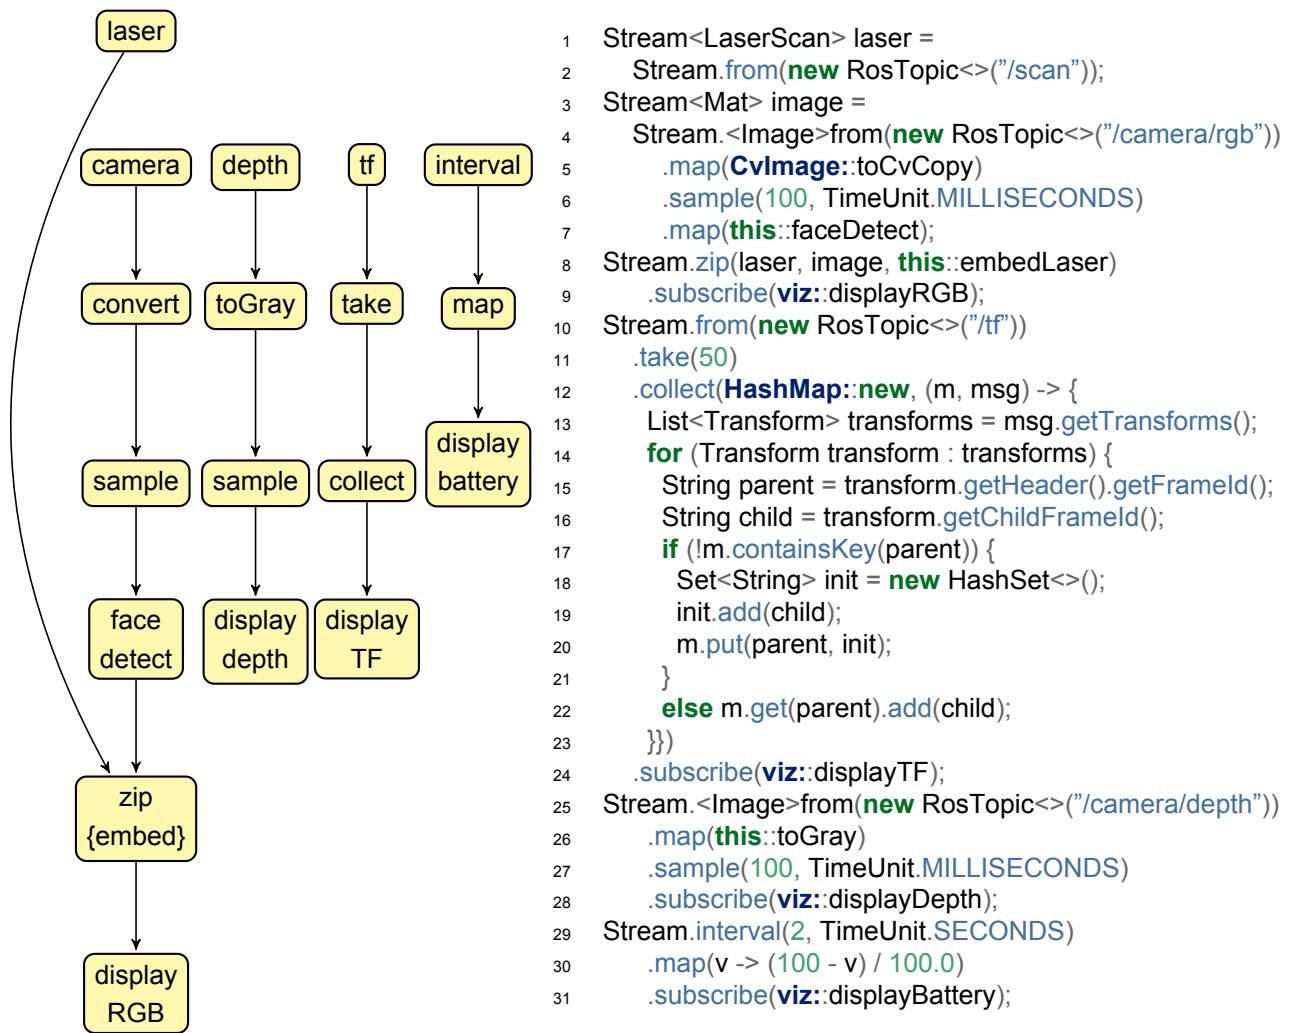 laser
camera
depth
tf
interval
convert
toGray
take
map
display
battery
sample
sample
collect
face
detect
display
depth
display
TF
zip
{embed}
display
RGB
1 Stream<LaserScan> laser =
2 Stream.from(new RosTopic<>(”/scan”));
3 Stream<Mat> image =
4 Stream.<Image>from(new RosTopic<>(”/camera/rgb”))
5 .map(CvImage::toCvCopy)
6 .sample(100, TimeUnit.MILLISECONDS)
7 .map(this::faceDetect);
8 Stream.zip(laser, image, this::embedLaser)
9 .subscribe(viz::displayRGB);
10 Stream.from(new RosTopic<>(”/tf”))
11 .take(50)
12 .collect(HashMap::new, (m, msg) -> {
13 List<Transform> transforms = msg.getTransforms();
14 for (Transform transform : transforms) {
15 String parent = transform.getHeader().getFrameId();
16 String child = transform.getChildFrameId();
17 if (!m.containsKey(parent)) {
18 Set<String> init = new HashSet<>();
19 init.add(child);
20 m.put(parent, init);
21 }
22 else m.get(parent).add(child);
23 }})
24 .subscribe(viz::displayTF);
25 Stream.<Image>from(new RosTopic<>(”/camera/depth”))
26 .map(this::toGray)
27 .sample(100, TimeUnit.MILLISECONDS)
28 .subscribe(viz::displayDepth);
29 Stream.interval(2, TimeUnit.SECONDS)
30 .map(v -> (100 - v) / 100.0)
31 .subscribe(viz::displayBattery);